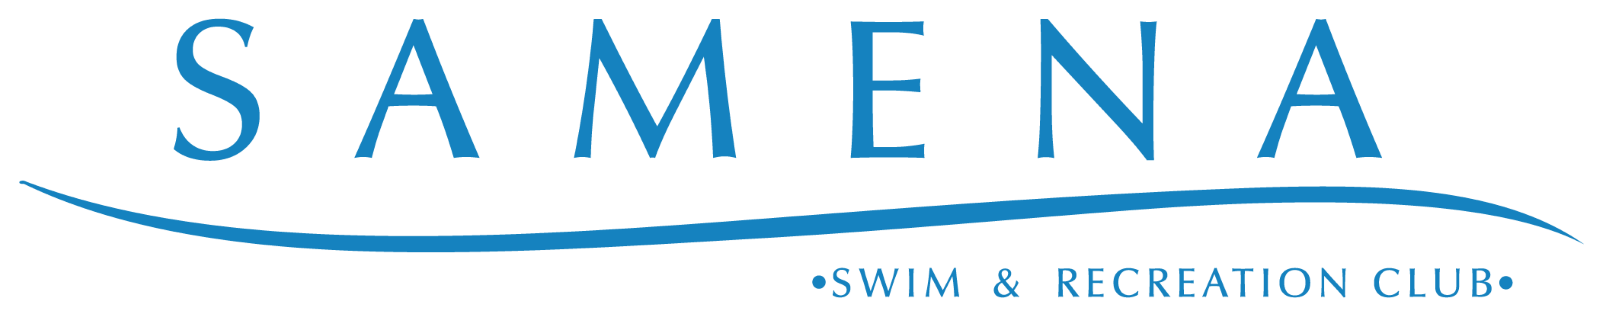 SAMENA
•SWIM & RECREATION CLUB•